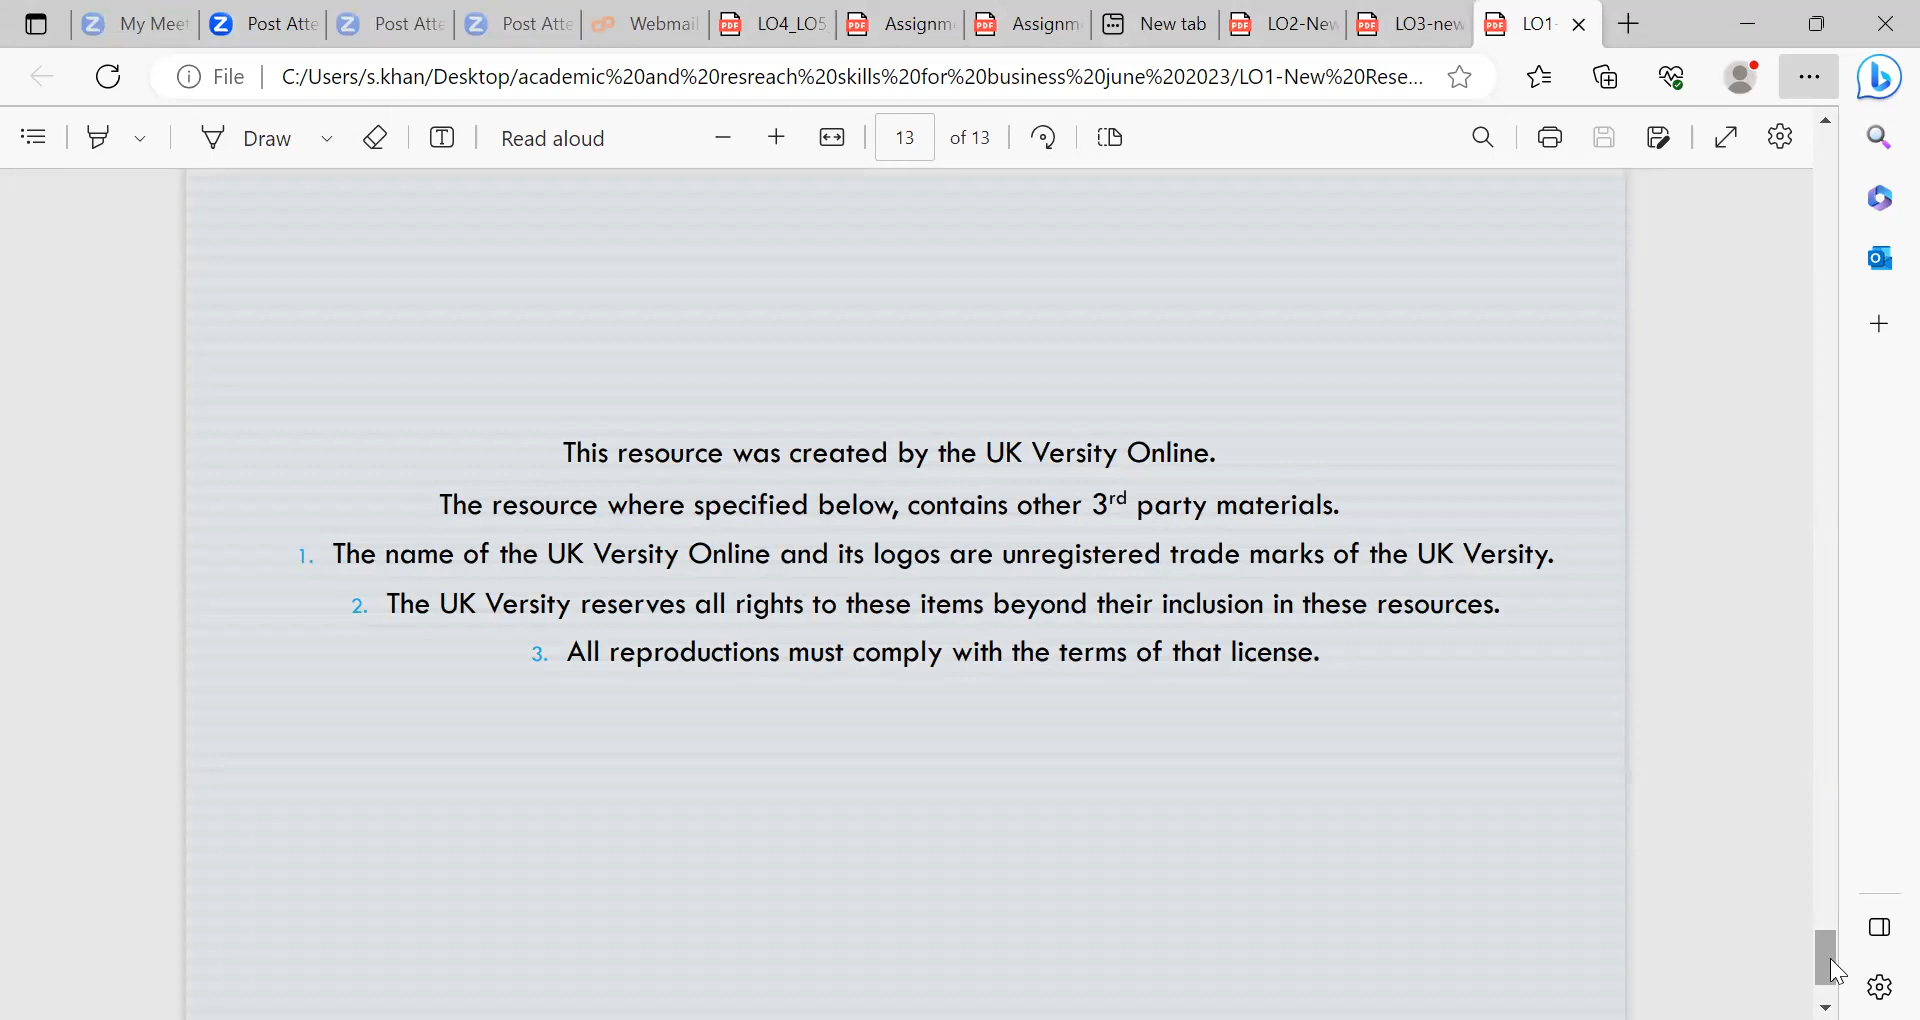 My Meet
Post Atte
Post Atte
Post Atte
Webmail
LO4_LO5
Assignm
Assignm
New tab
LO2-New
LO3-new
LO1-
File
C:/Users/s.khan/Desktop/academic%20and%20resreach%20skills%20for%20business%20june%202023/LO1-New%20Rese...
Draw
Read aloud
13
of 13
This resource was created by the UK Versity Online.
The resource where specified below, contains other 3rd party materials.
1. The name of the UK Versity Online and its logos are unregistered trade marks of the UK Versity.
2. The UK Versity reserves all rights to these items beyond their inclusion in these resources.
3. All reproductions must comply with the terms of that license.